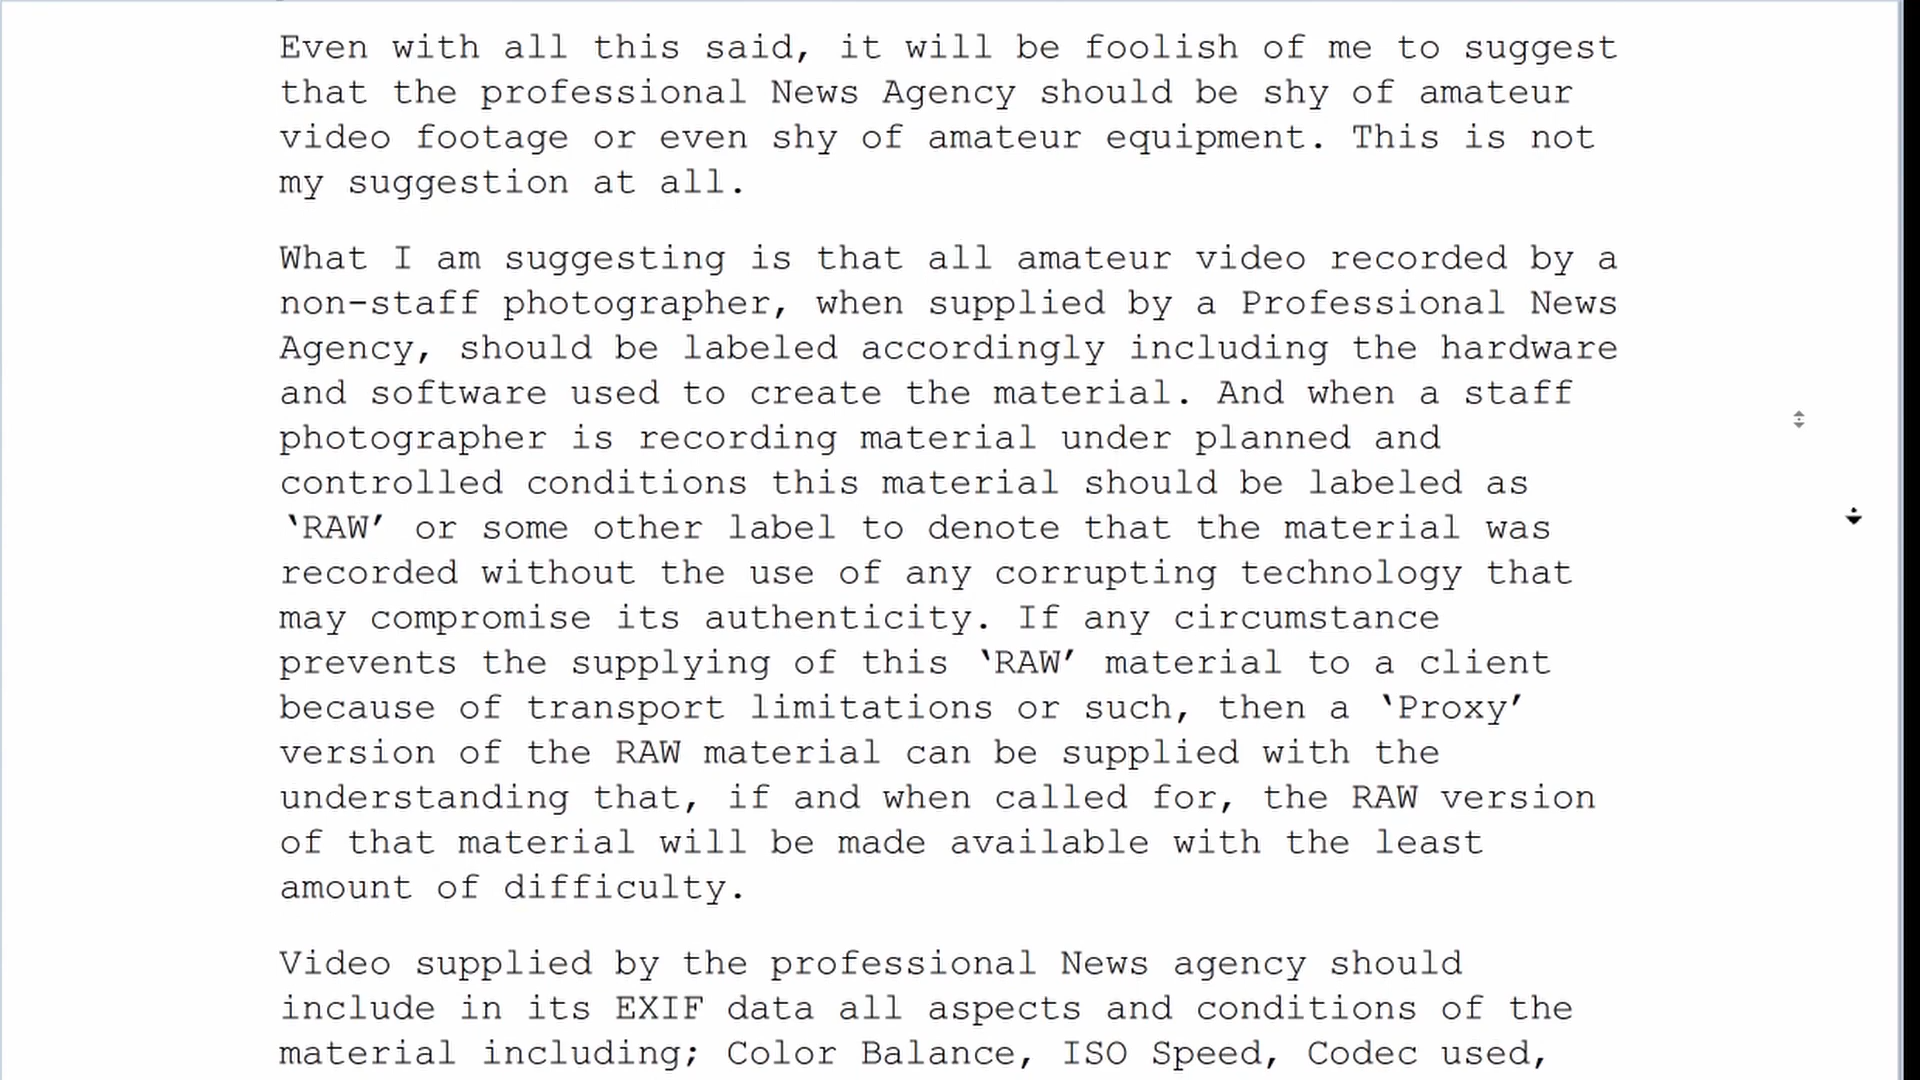 Even with all this said, it will be foolish of me to suggest
that the professional News Agency should be shy of amateur
video footage or even shy of amateur equipment. This is not
my suggestion at all.
What I am suggesting is that all amateur video recorded by a
non-staff photographer, when supplied by a Professional News
Agency, should be labeled accordingly including the hardware
and software used to create the material. And when a staff
photographer is recording material under planned and
controlled conditions this material should be labeled as
‘RAW’ or some other label to denote that the material was
recorded without the use of any corrupting technology that
may compromise its authenticity. If any circumstance
prevents the supplying of this ‘RAW’ material to a client
because of transport limitations or such, then a ‘Proxy’
version of the RAW material can be supplied with the
understanding that, if and when called for, the RAW version
of that material will be made available with the least
amount of difficulty.
Video supplied by the professional News agency should
include in its EXIF data all aspects and conditions of the
material including; Color Balance, ISO Speed, Codec used,